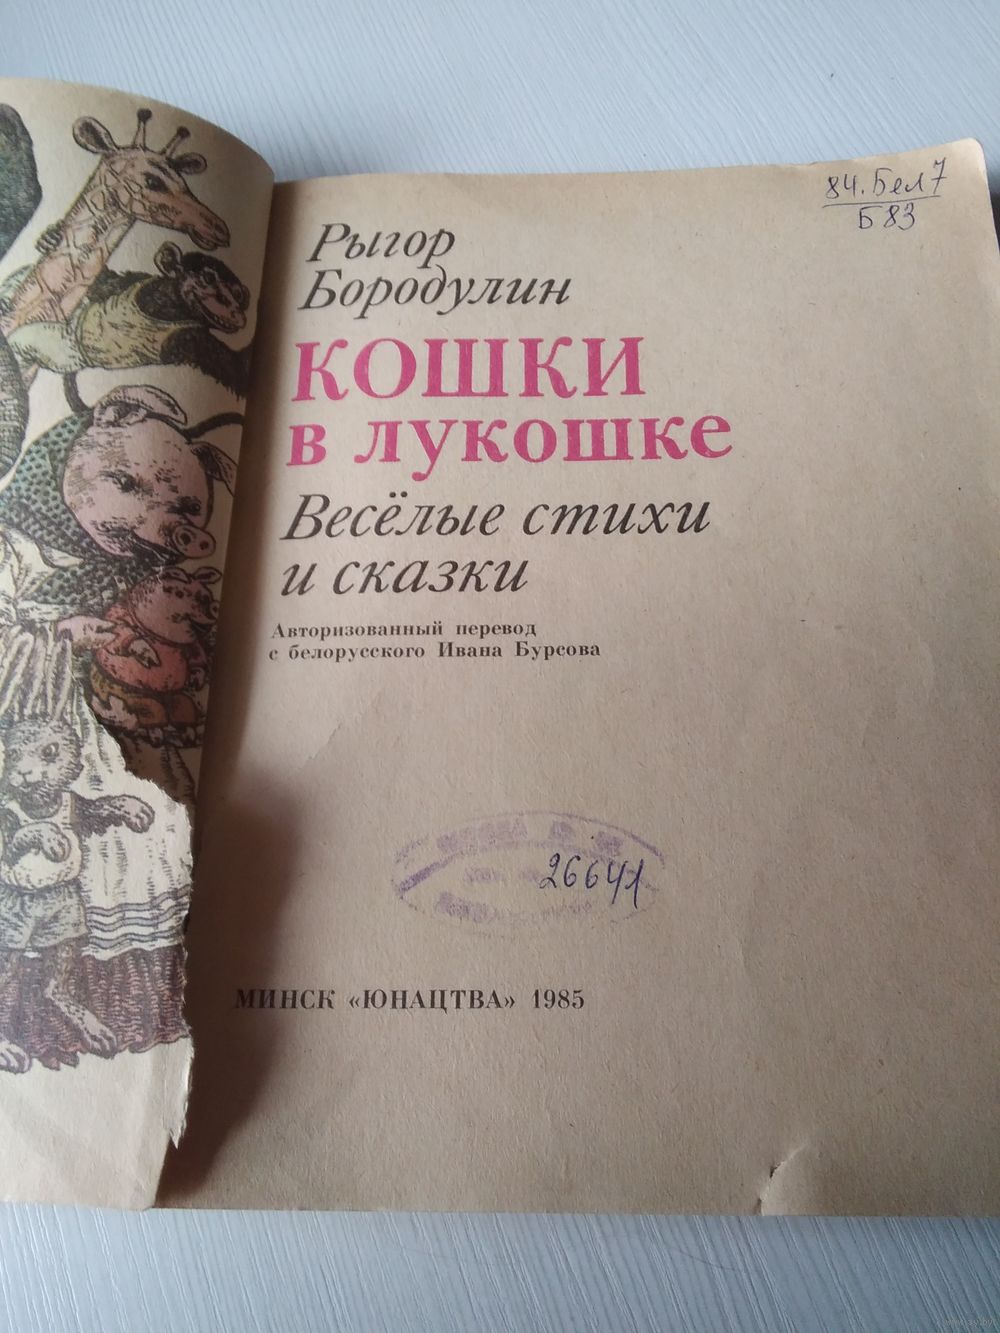 84.Бел7
Б83
Рыгор
Бородулин
КОШКИ
в лукошке
Весёлые стихи
и сказки
Авторизованный перевод
с белорусского Ивана Бурсова
26641
МИНСК «ЮНАЦТВА» 1985